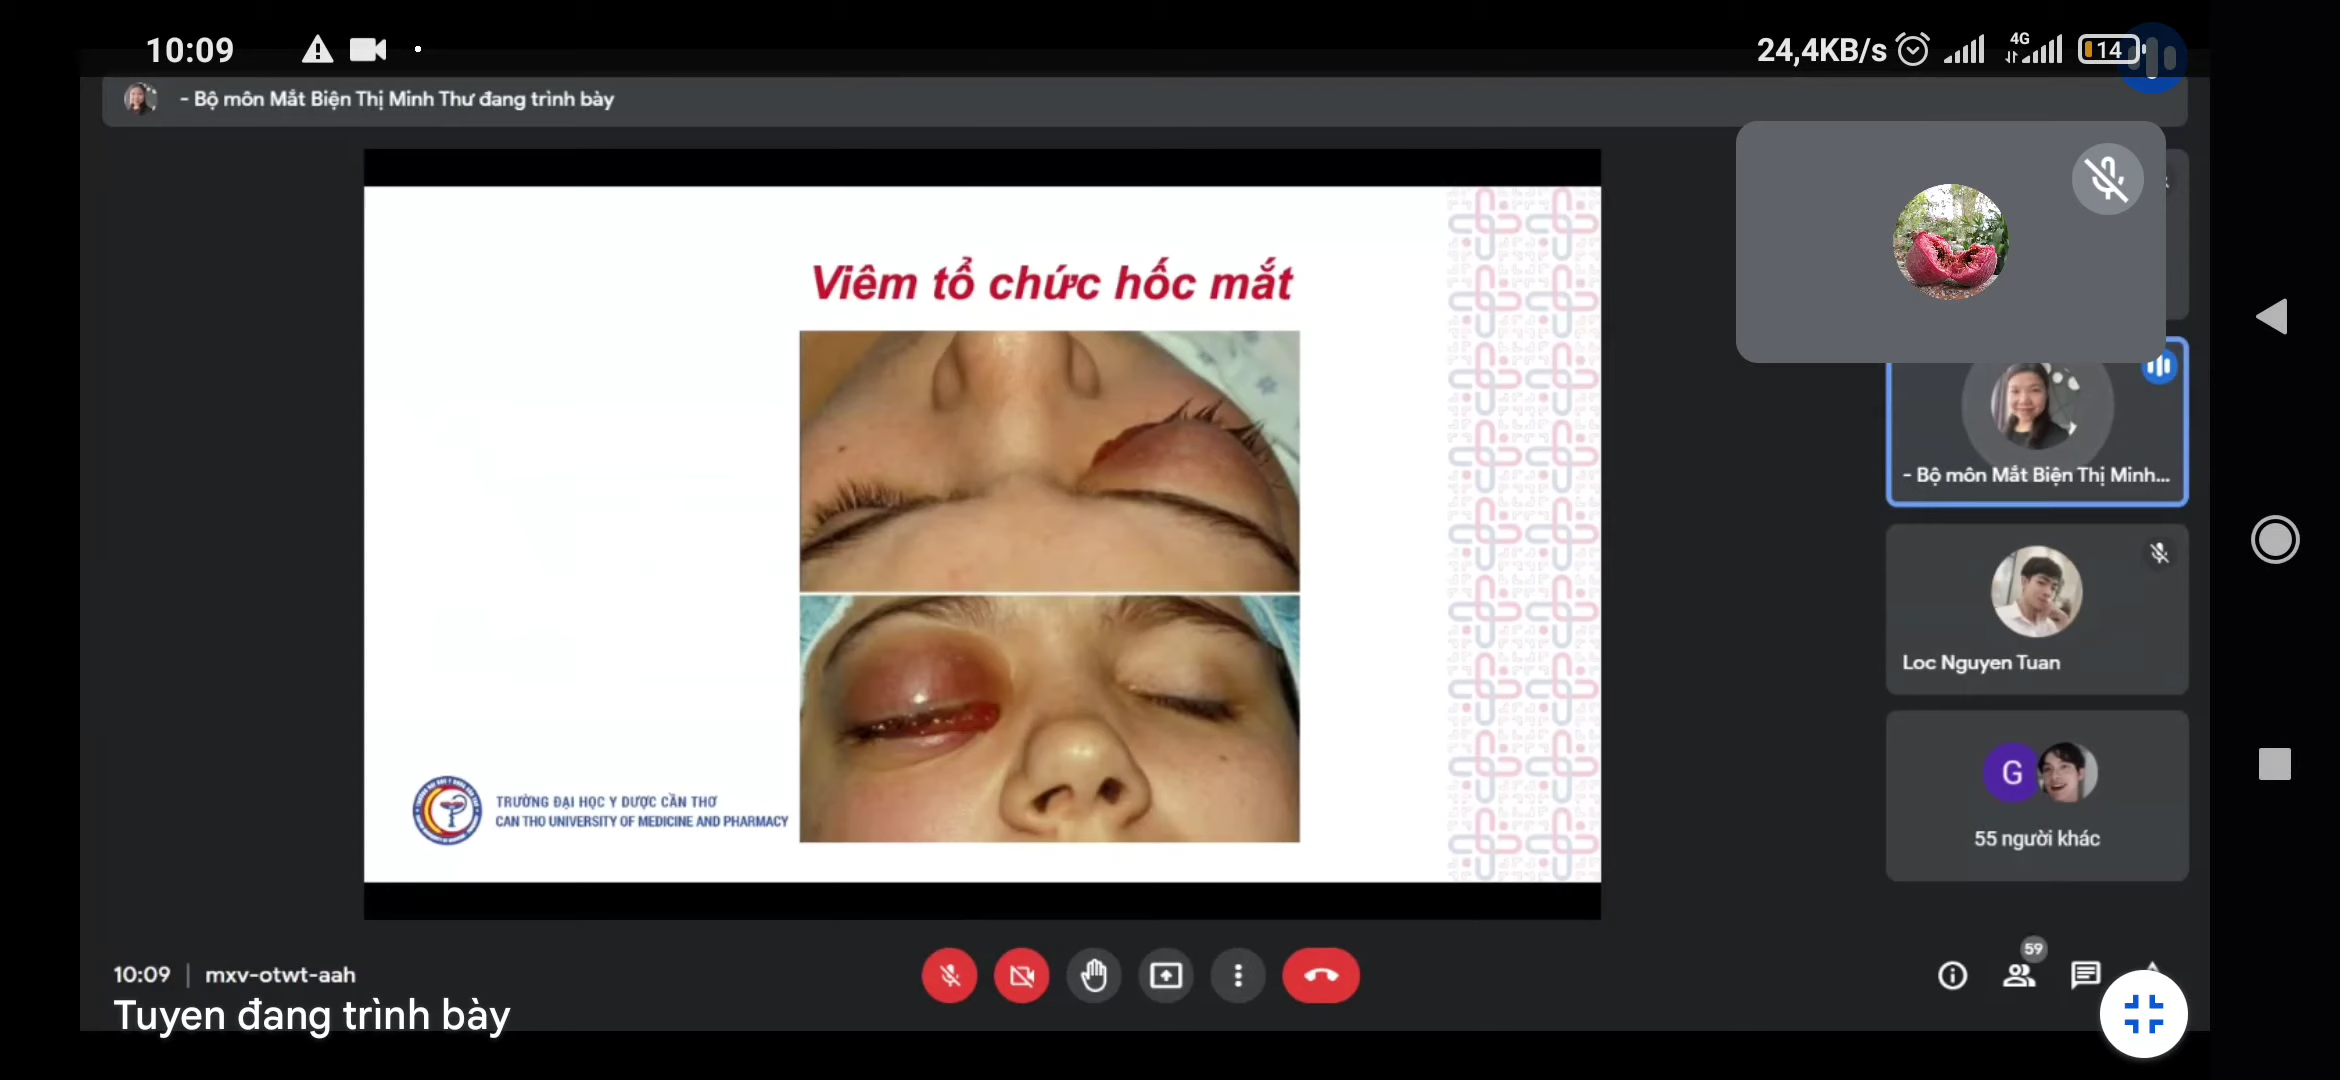 10:09
24,4KB/s
4G
14
- Bộ môn Mắt Biện Thị Minh Thư đang trình bày
Viêm tổ chức hốc mắt
TRƯỜNG ĐẠI HỌC Y DƯỢC CẦN THƠ
CAN THO UNIVERSITY OF MEDICINE AND PHARMACY
- Bộ môn Mắt Biện Thị Minh...
Loc Nguyen Tuan
G
55 người khác
59
10:09 | mxv-otwt-aah
Tuyen đang trình bày